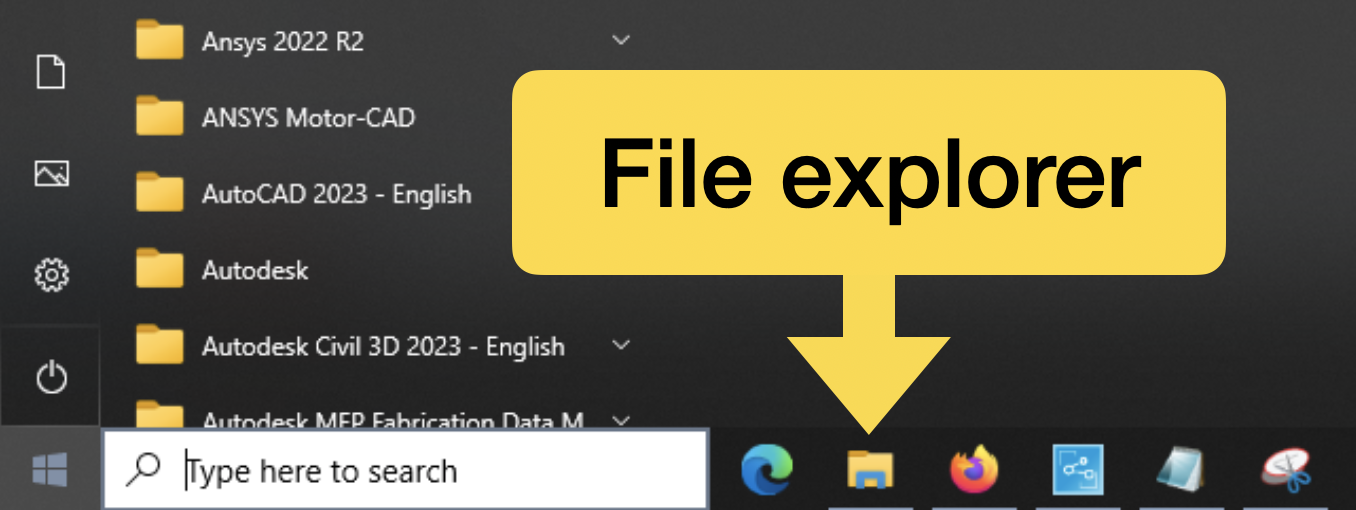 Ansys 2022 R2
ANSYS Motor-CAD
AutoCAD 2023 - English
Autodesk
Autodesk Civil 3D 2023 - English
Autodesk MEP Fabrication Data M
File explorer
Type here to search